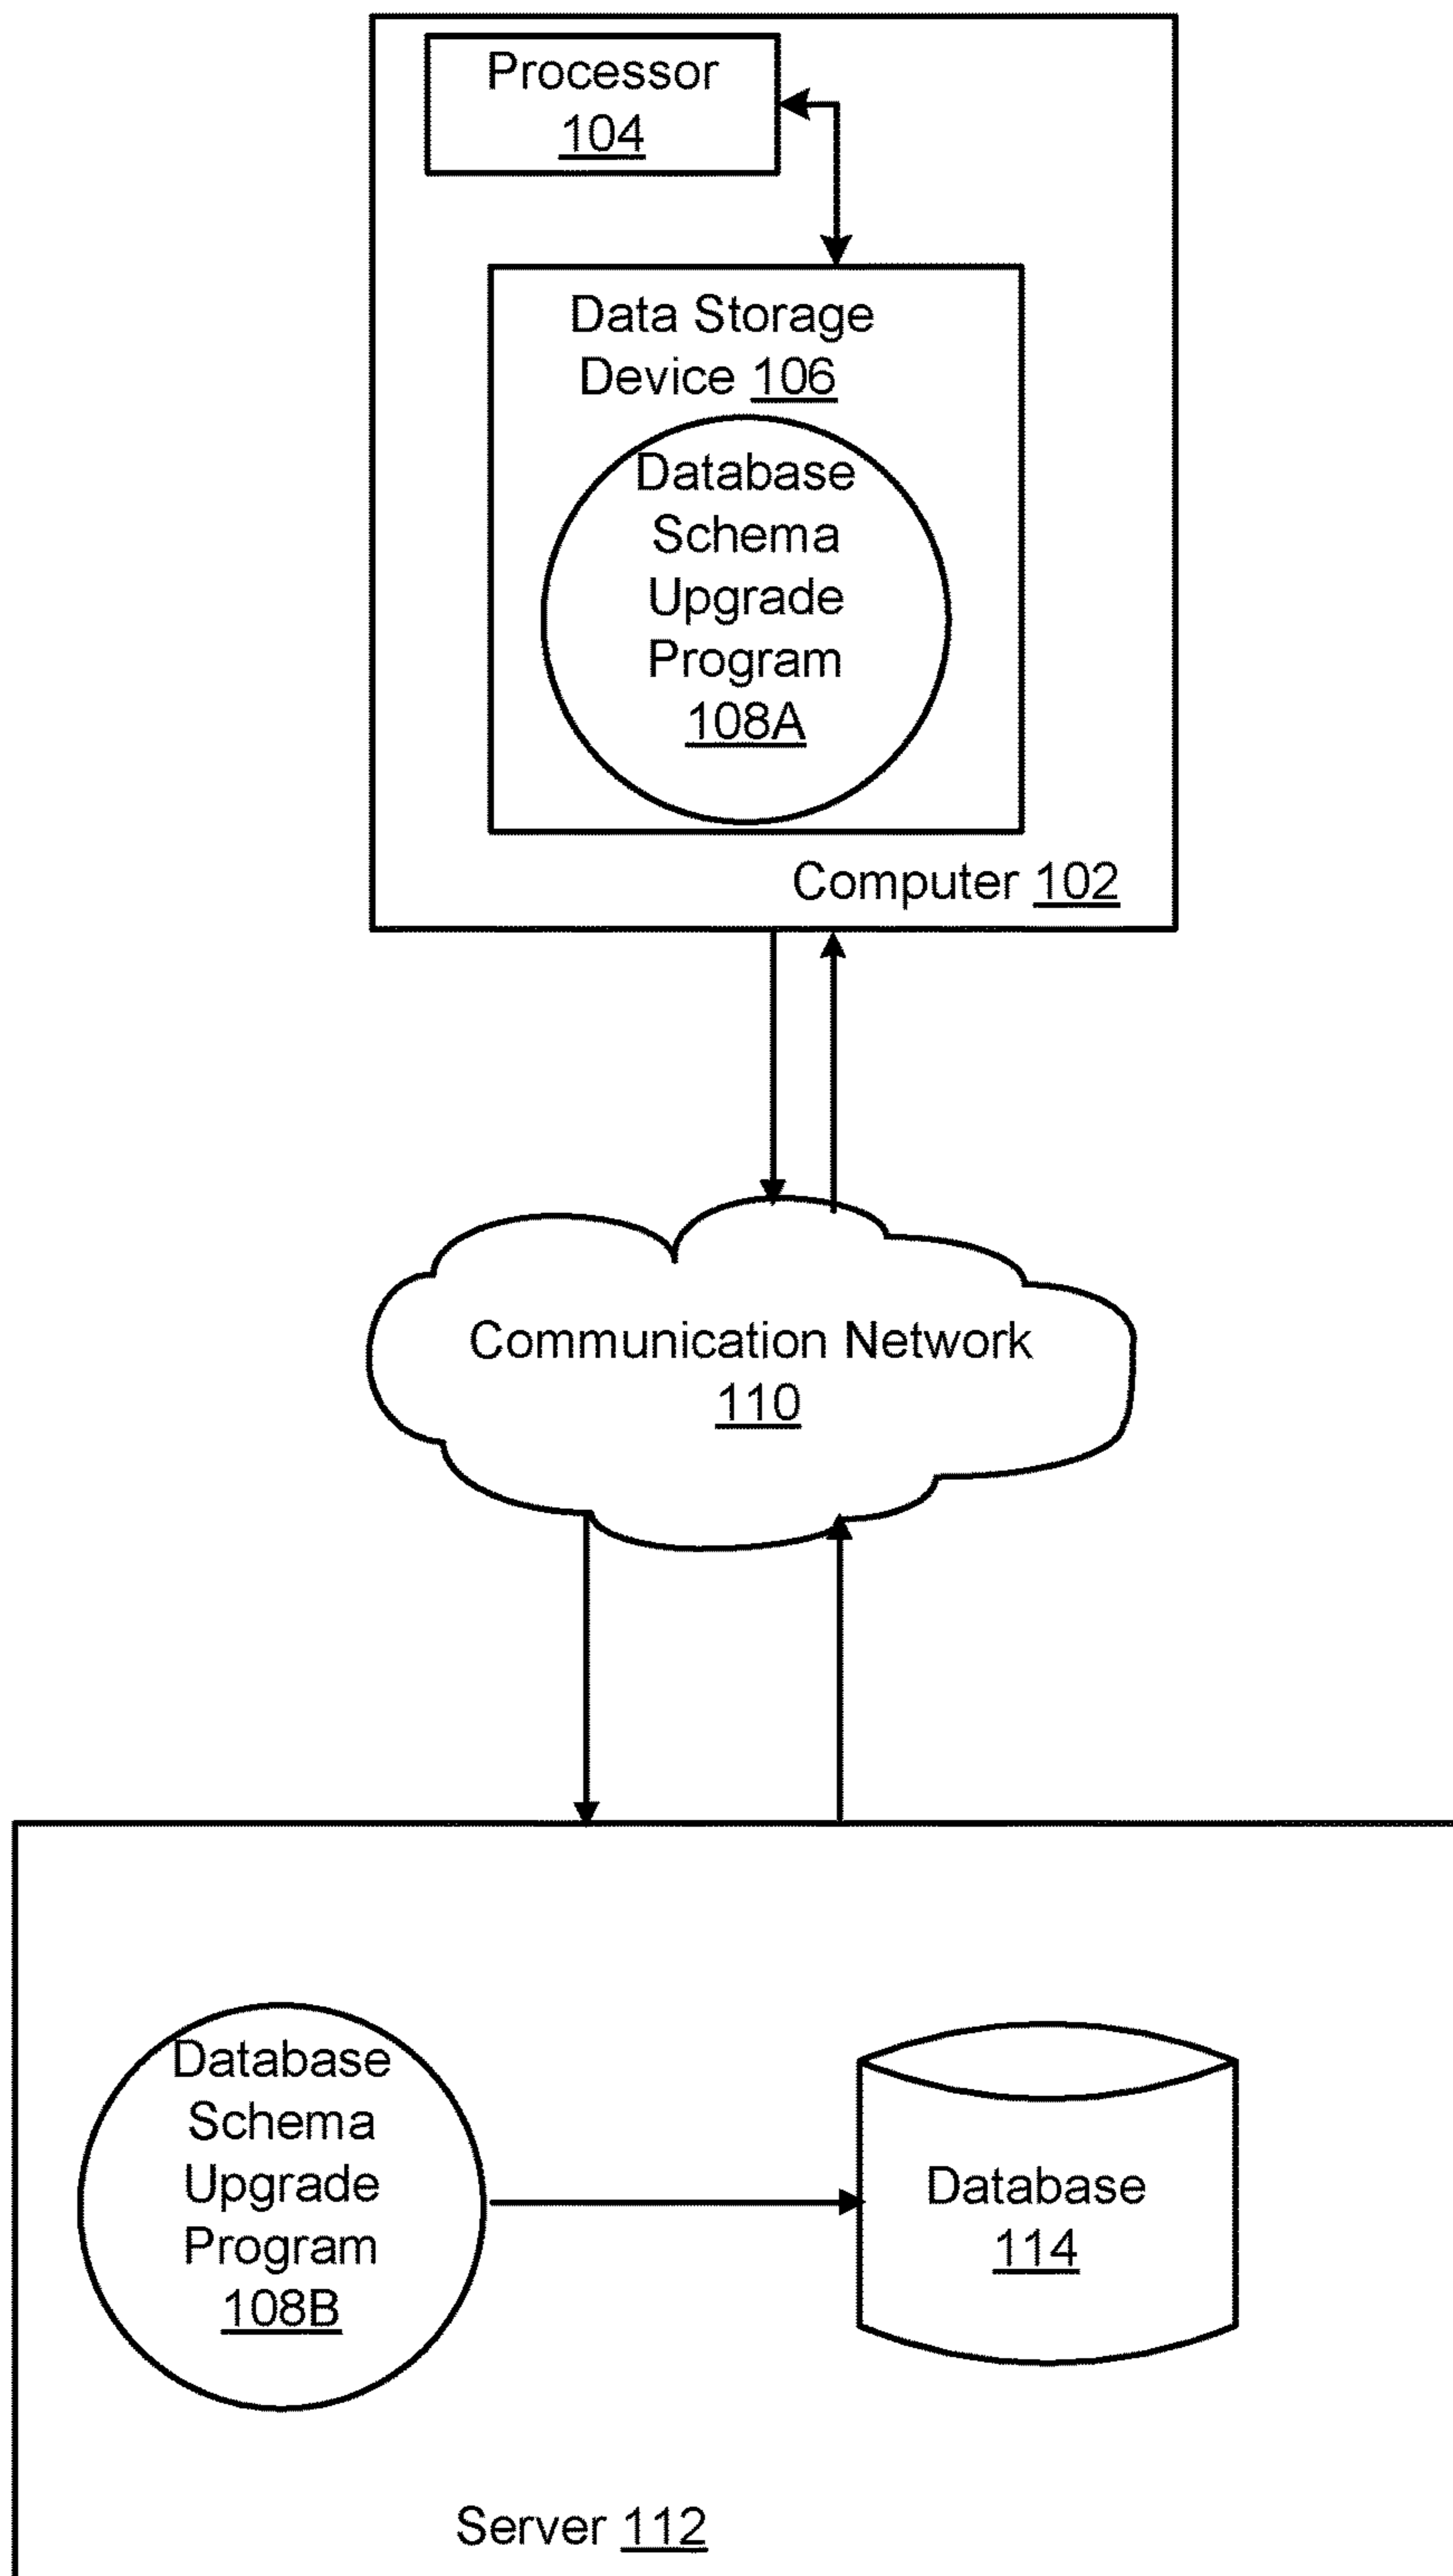 Processor
104
Data Storage
Device 106
Database
Schema
Upgrade
Program
108A
Computer 102
Communication Network
110
Database
Schema
Upgrade
Program
108B
Database
114
Server 112